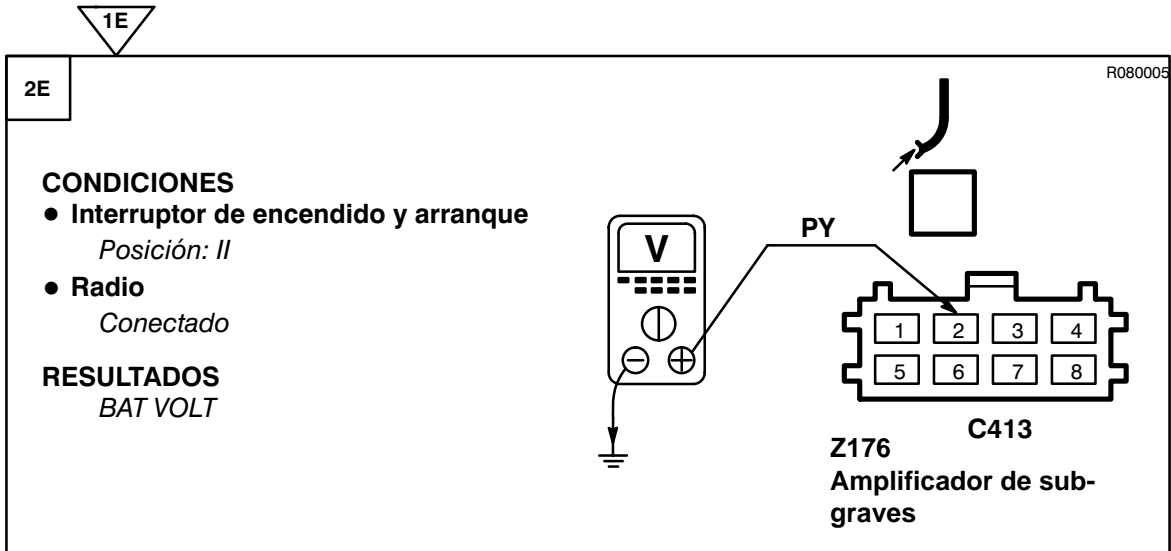 1E
2E
R080005
CONDICIONES
● Interruptor de encendido y arranque
Posición: II
● Radio
Conectado
RESULTADOS
BAT VOLT
V
PY
1 2 3 4
5 6 7 8
C413
Z176
Amplificador de sub-
graves